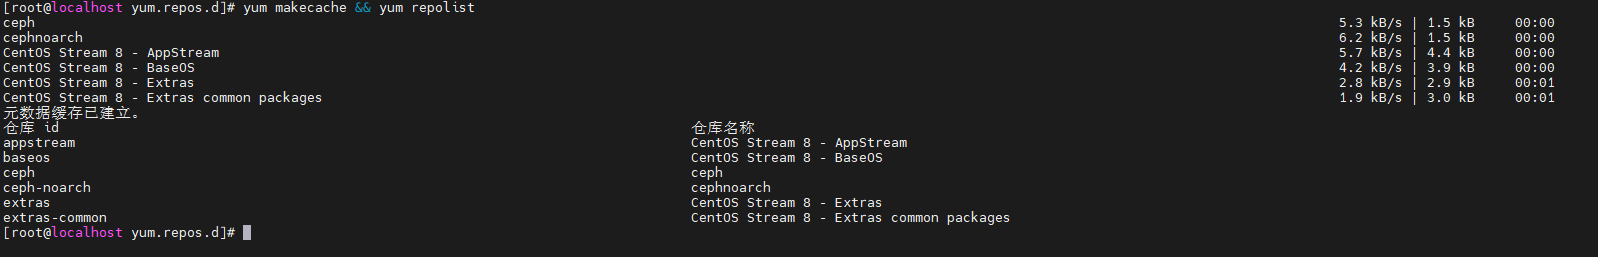 [root@localhost yum.repos.d]# yum makecache && yum repolist
ceph 5.3 kB/s | 1.5 kB 00:00
cephnoarch 6.2 kB/s | 1.5 kB 00:00
CentOS Stream 8 - AppStream 5.7 kB/s | 4.4 kB 00:00
CentOS Stream 8 - BaseOS 4.2 kB/s | 3.9 kB 00:00
CentOS Stream 8 - Extras 2.8 kB/s | 2.9 kB 00:01
CentOS Stream 8 - Extras common packages 1.9 kB/s | 3.0 kB 00:01
元数据缓存已建立。
仓库 id 仓库名称
appstream CentOS Stream 8 - AppStream
baseos CentOS Stream 8 - BaseOS
ceph ceph
ceph-noarch cephnoarch
extras CentOS Stream 8 - Extras
extras-common CentOS Stream 8 - Extras common packages
[root@localhost yum.repos.d]#